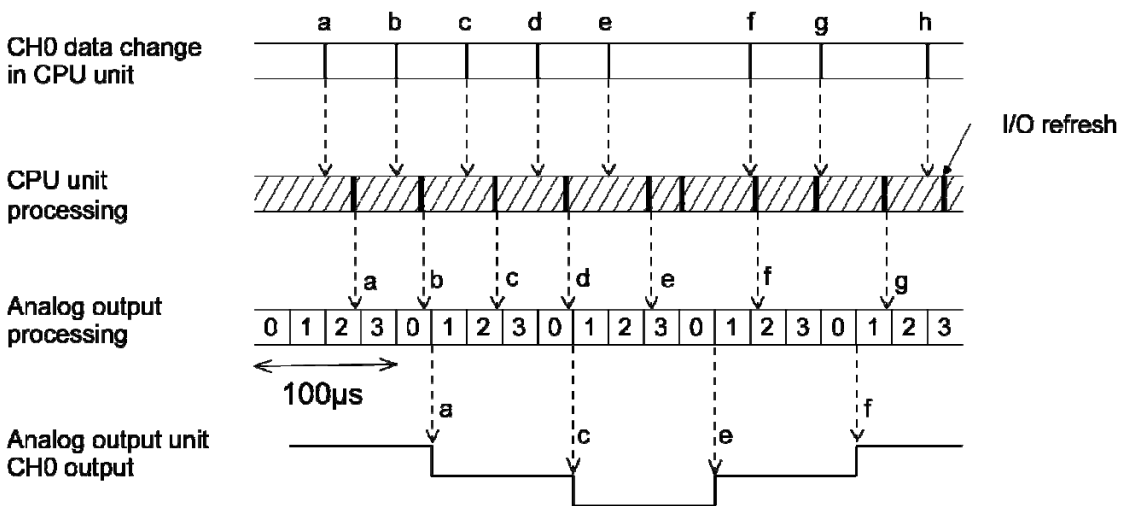 a b c d e f g h
CH0 data change
in CPU unit
I/O refresh
CPU unit
processing
a b c d e f g
Analog output
processing
0 1 2 3 0 1 2 3 0 1 2 3 0 1 2 3 0 1 2 3
100µs
a c e f
Analog output unit
CH0 output